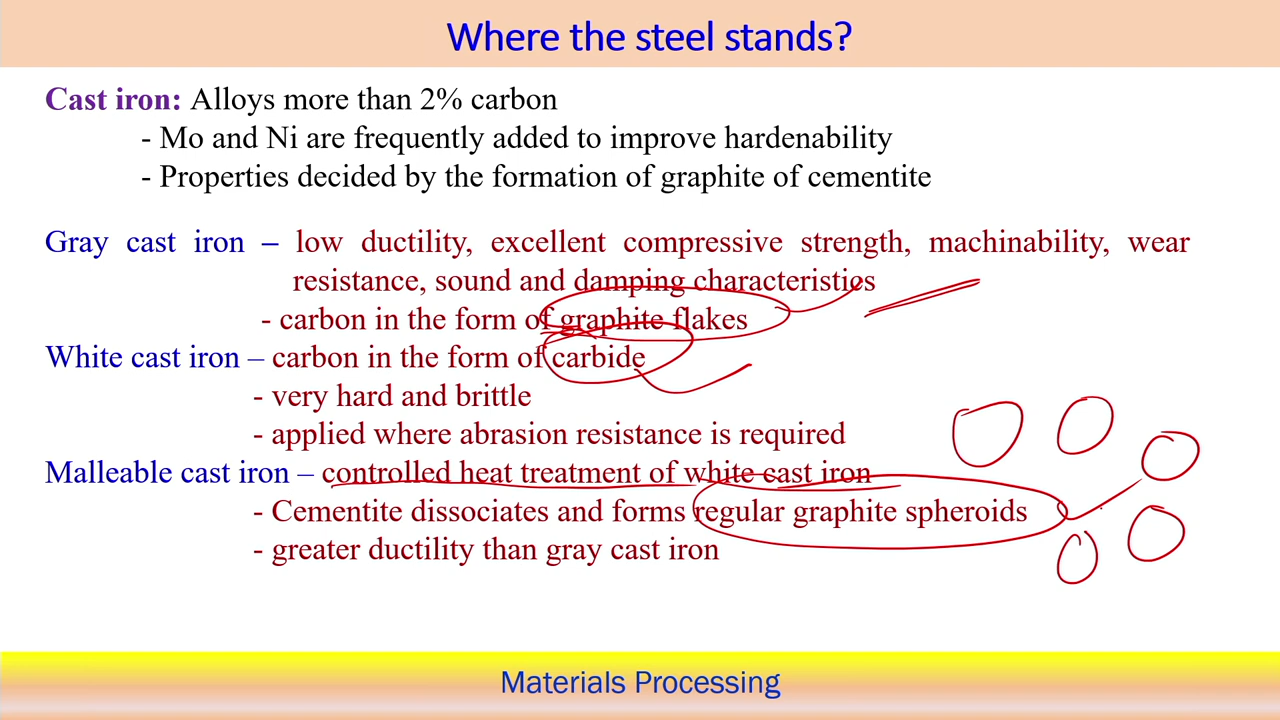 Where the steel stands?
Cast iron: Alloys more than 2% carbon
- Mo and Ni are frequently added to improve hardenability
- Properties decided by the formation of graphite of cementite
Gray cast iron – low ductility, excellent compressive strength, machinability, wear
resistance, sound and damping characteristics
- carbon in the form of graphite flakes
White cast iron – carbon in the form of carbide
- very hard and brittle
- applied where abrasion resistance is required
Malleable cast iron – controlled heat treatment of white cast iron
- Cementite dissociates and forms regular graphite spheroids
- greater ductility than gray cast iron
Materials Processing